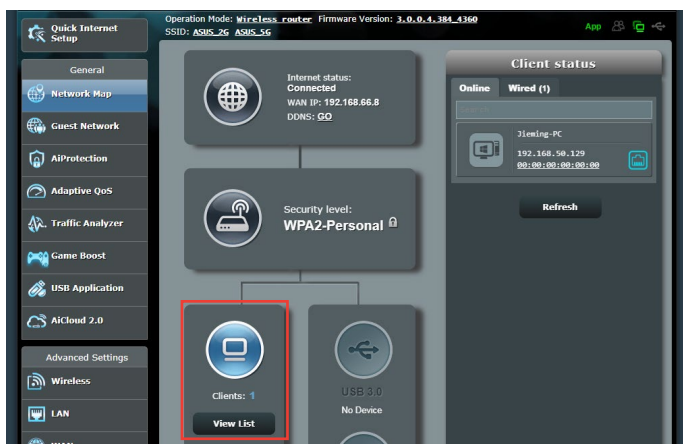 Quick Internet
Setup
Operation Mode: Wireless router Firmware Version: 3.0.0.4.384_4360
SSID: ASUS_2G ASUS_5G
App
General
Network Map
Guest Network
AiProtection
Adaptive QoS
Traffic Analyzer
Game Boost
USB Application
AiCloud 2.0
Advanced Settings
Wireless
LAN
WAN
Internet status:
Connected
WAN IP: 192.168.66.8
DDNS: GO
Security level:
WPA2-Personal
Clients: 1
View List
USB 3.0
No Device
Client status
Online Wired (1)
Jieming-PC
192.168.50.129
00:00:00:00:00:00
Refresh